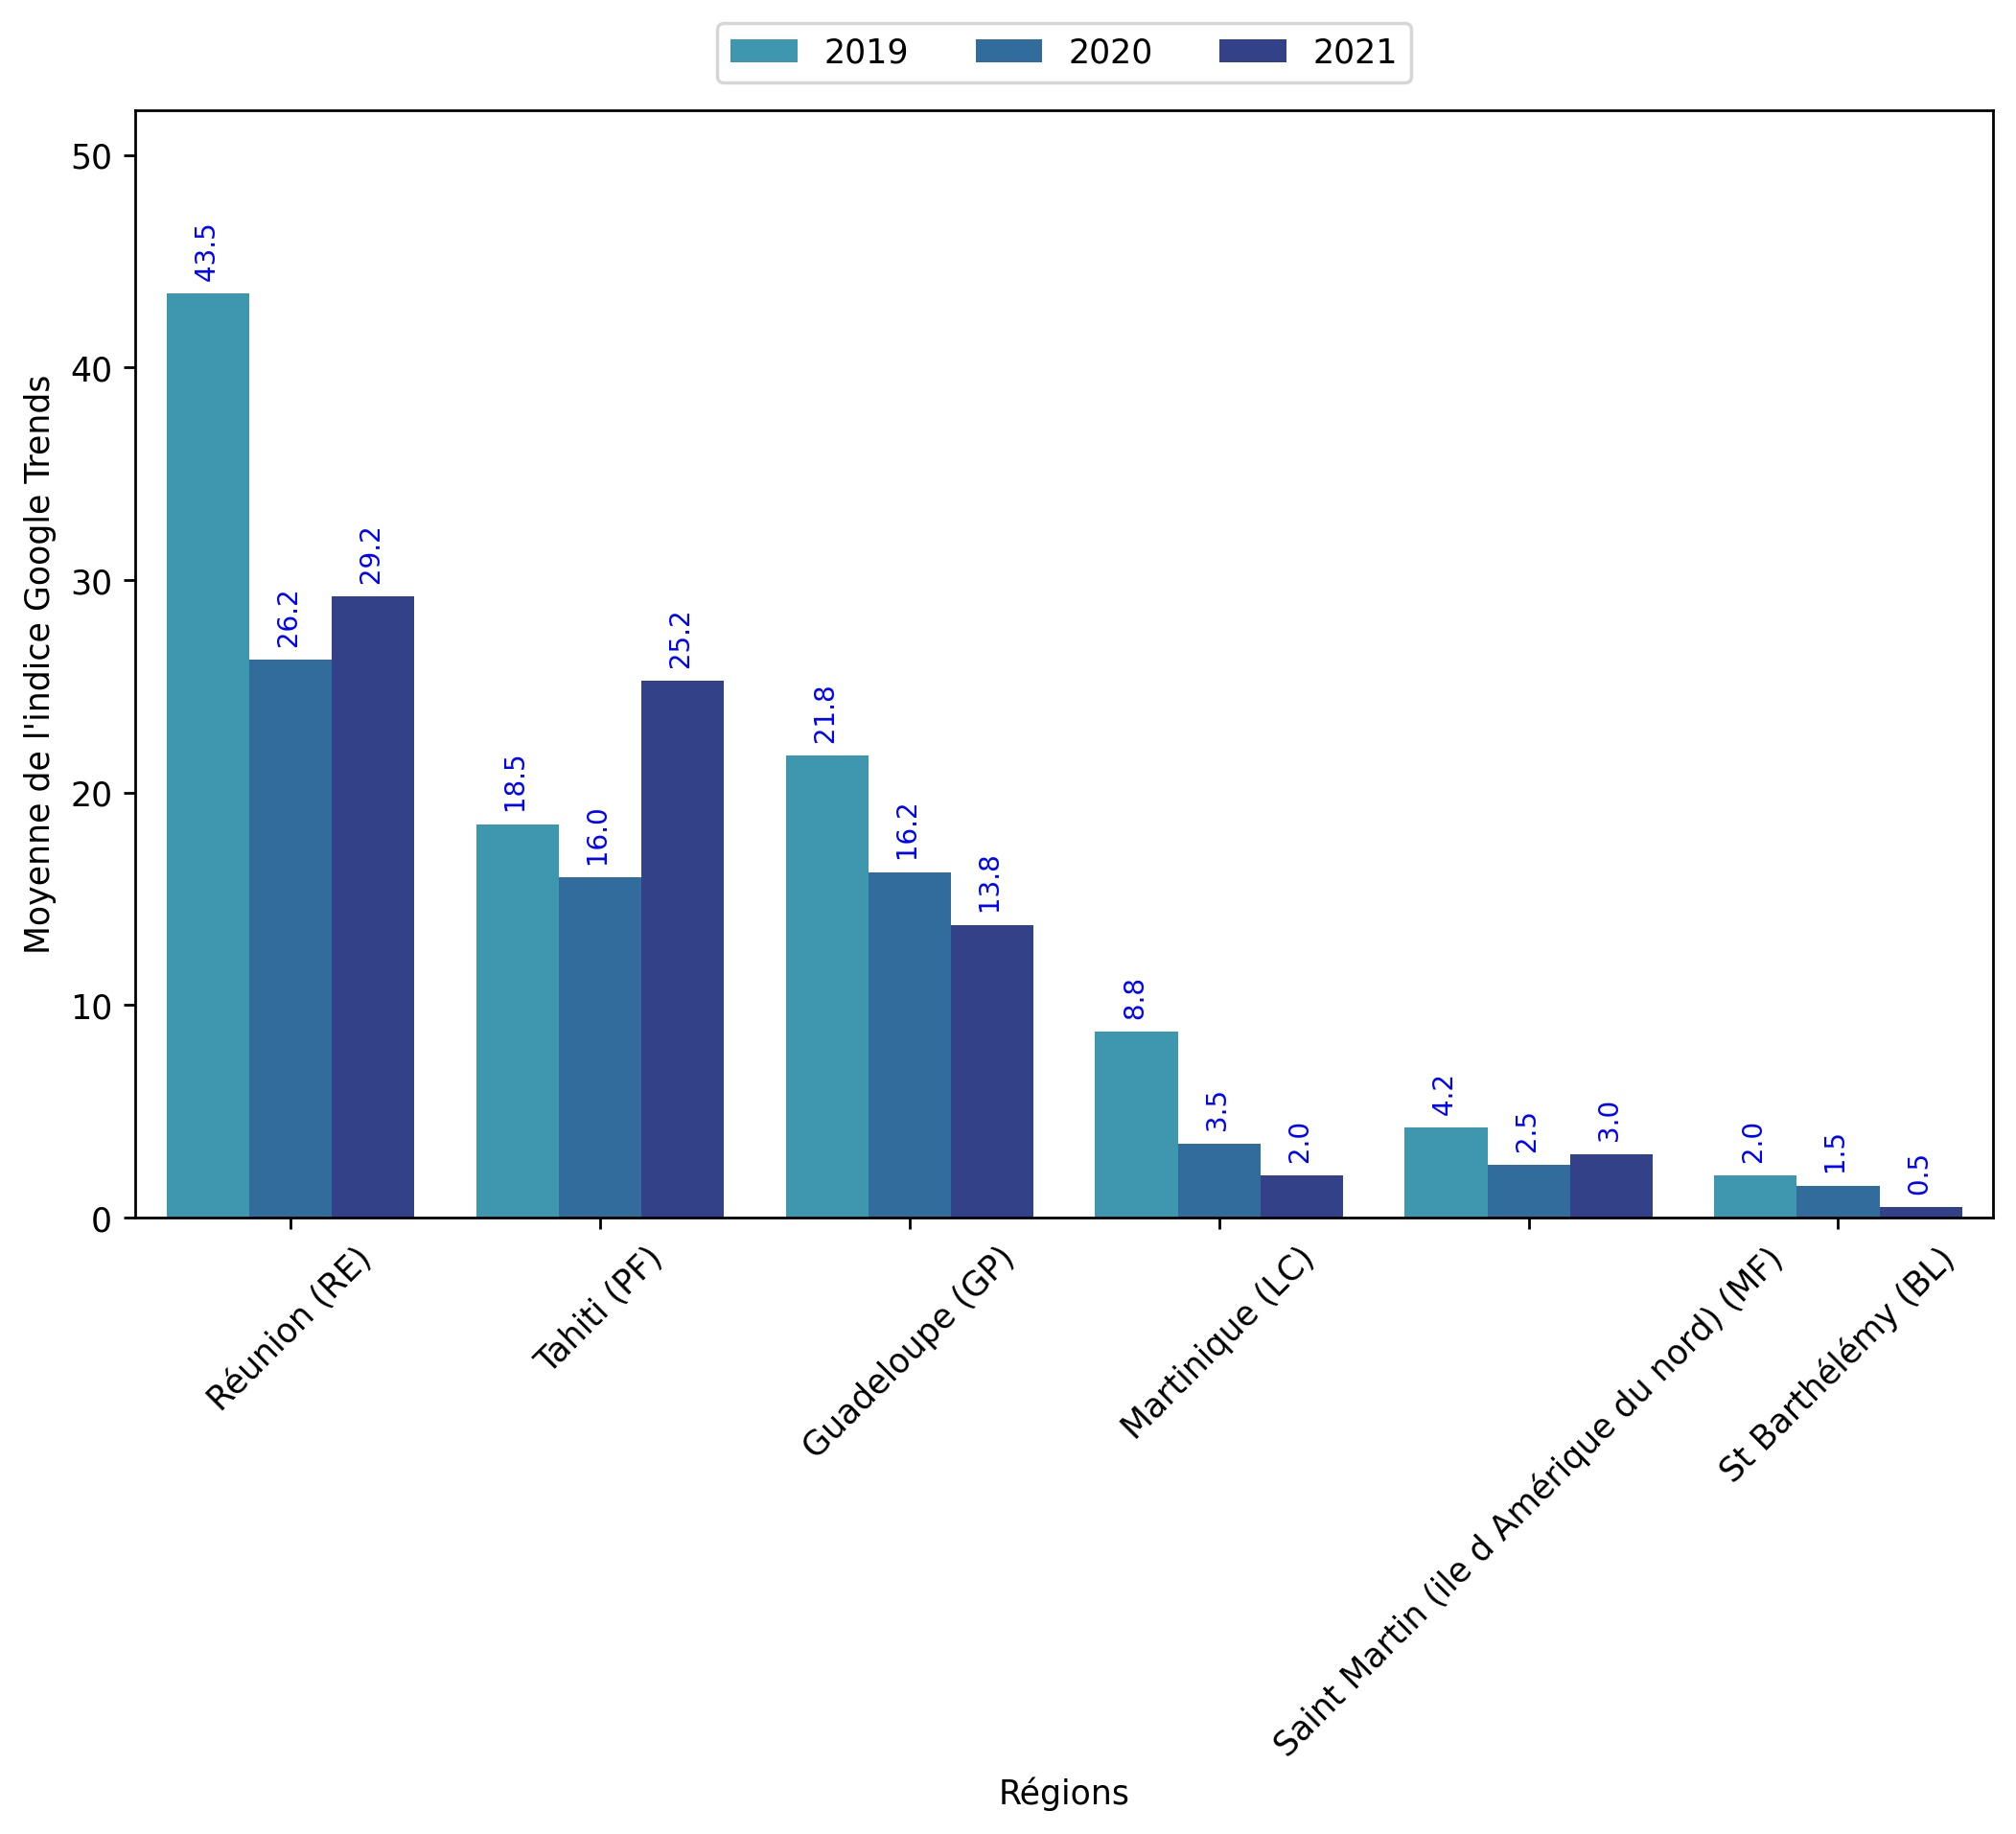 2019 2020 2021
Moyenne de l'indice Google Trends
50
40
30
20
10
0
43.5 26.2 29.2
18.5 16.0 25.2
21.8 16.2 13.8
8.8 3.5 2.0
4.2 2.5 3.0
2.0 1.5 0.5
Réunion (RE)
Tahiti (PF)
Guadeloupe (GP)
Martinique (LC)
Saint Martin (ile d Amérique du nord) (MF)
St Barthélémy (BL)
Régions